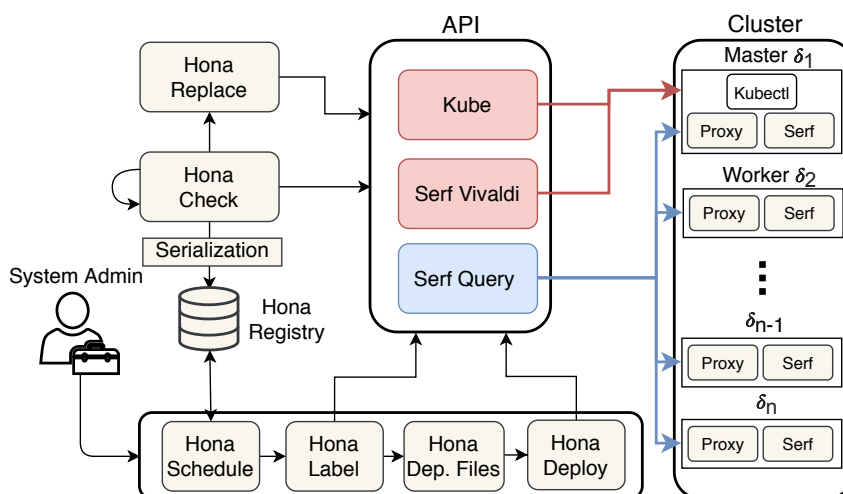 API
Cluster
Hona
Replace
Hona
Check
Serialization
System Admin
Hona
Registry
Kube
Serf Vivaldi
Serf Query
Master δ1
Kubectl
Proxy
Serf
Worker δ2
Proxy
Serf
δn-1
Proxy
Serf
δn
Proxy
Serf
Hona
Schedule
Hona
Label
Hona
Dep. Files
Hona
Deploy